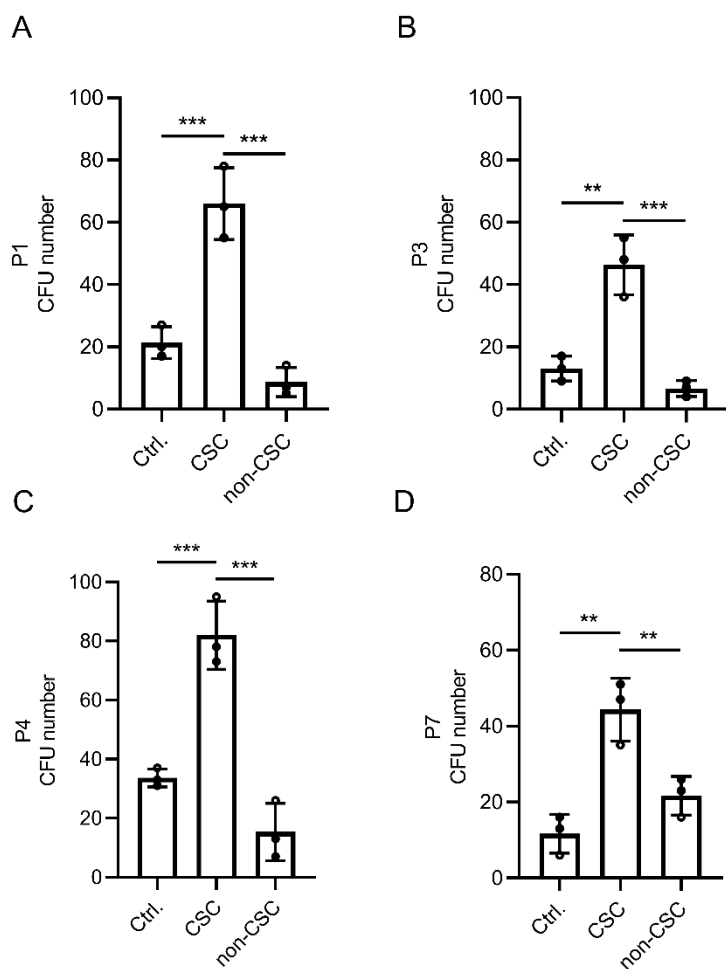 A
P1
CFU number
100
80
60
40
20
0
***
***
Ctrl.
CSC
non-CSC
B
P3
CFU number
100
80
60
40
20
0
**
***
Ctrl.
CSC
non-CSC
C
P4
CFU number
100
80
60
40
20
0
***
***
Ctrl.
CSC
non-CSC
D
P7
CFU number
80
60
40
20
0
**
**
Ctrl.
CSC
non-CSC